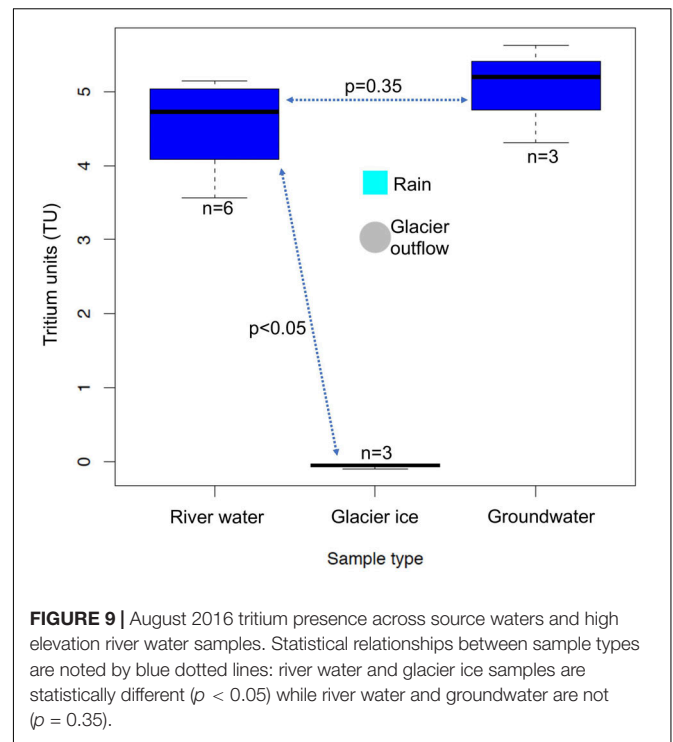 p=0.35
n=6
n=3
Rain
Glacier
outflow
p<0.05
n=3
Tritium units (TU)
5
4
3
2
1
0
River water
Glacier ice
Groundwater
Sample type
FIGURE 9 | August 2016 tritium presence across source waters and high
elevation river water samples. Statistical relationships between sample types
are noted by blue dotted lines: river water and glacier ice samples are
statistically different (p < 0.05) while river water and groundwater are not
(p = 0.35).